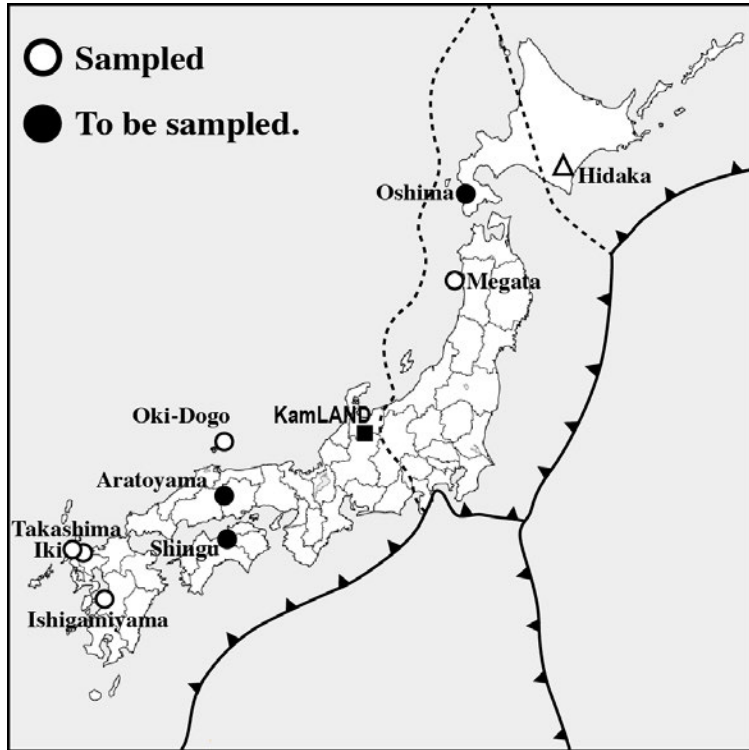 Sampled
To be sampled.
Hidaka
Oshima
Megata
Oki-Dogo
KamLAND
Aratoyama
Takashima
Iki
Shingu
Ishigamiyama